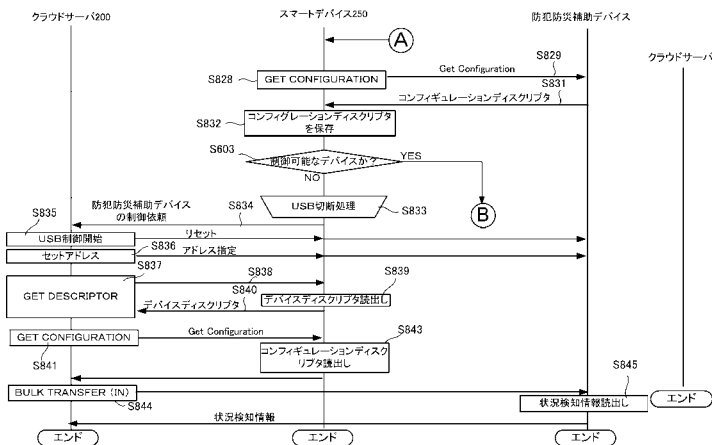 クラウドサーバ200
スマートデバイス250
防犯防災補助デバイス
クラウドサーバ
A
S828
GET CONFIGURATION
Get Configuration
S829
S831
コンフィギュレーションディスクリプタ
S832
コンフィグレーションディスクリプタ
を保存
S603
制御可能なデバイスか？
YES
NO
B
USB切断処理
S833
防犯防災補助デバイス
の制御依頼
S834
S835
USB制御開始
リセット
S836
セットアドレス
アドレス指定
S837
S838
GET DESCRIPTOR
S839
デバイスディスクリプタ読出し
S840
デバイスディスクリプタ
GET CONFIGURATION
Get Configuration
S841
S843
コンフィギュレーションディスク
リプタ読出し
BULK TRANSFER (IN)
S844
S845
状況検知情報読出し
状況検知情報
エンド
エンド
エンド
エンド